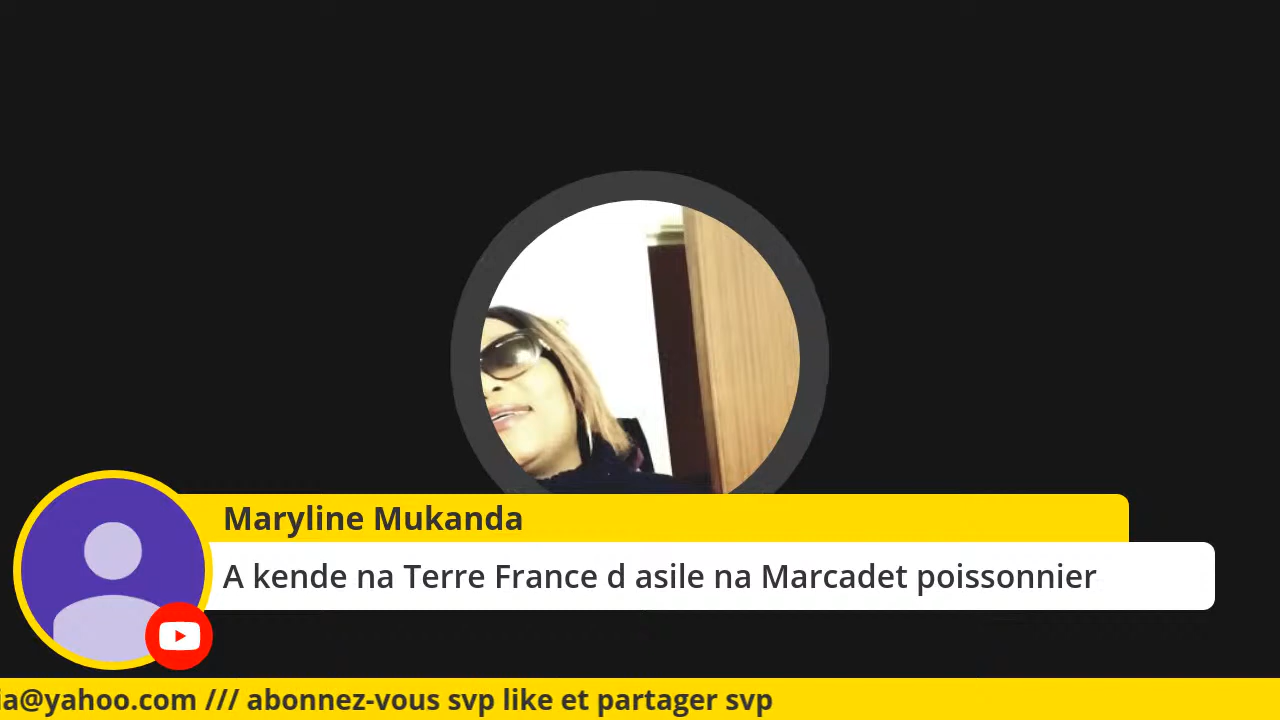 Maryline Mukanda
A kende na Terre France d asile na Marcadet poissonnier
ia@yahoo.com /// abonnez-vous svp like et partager svp